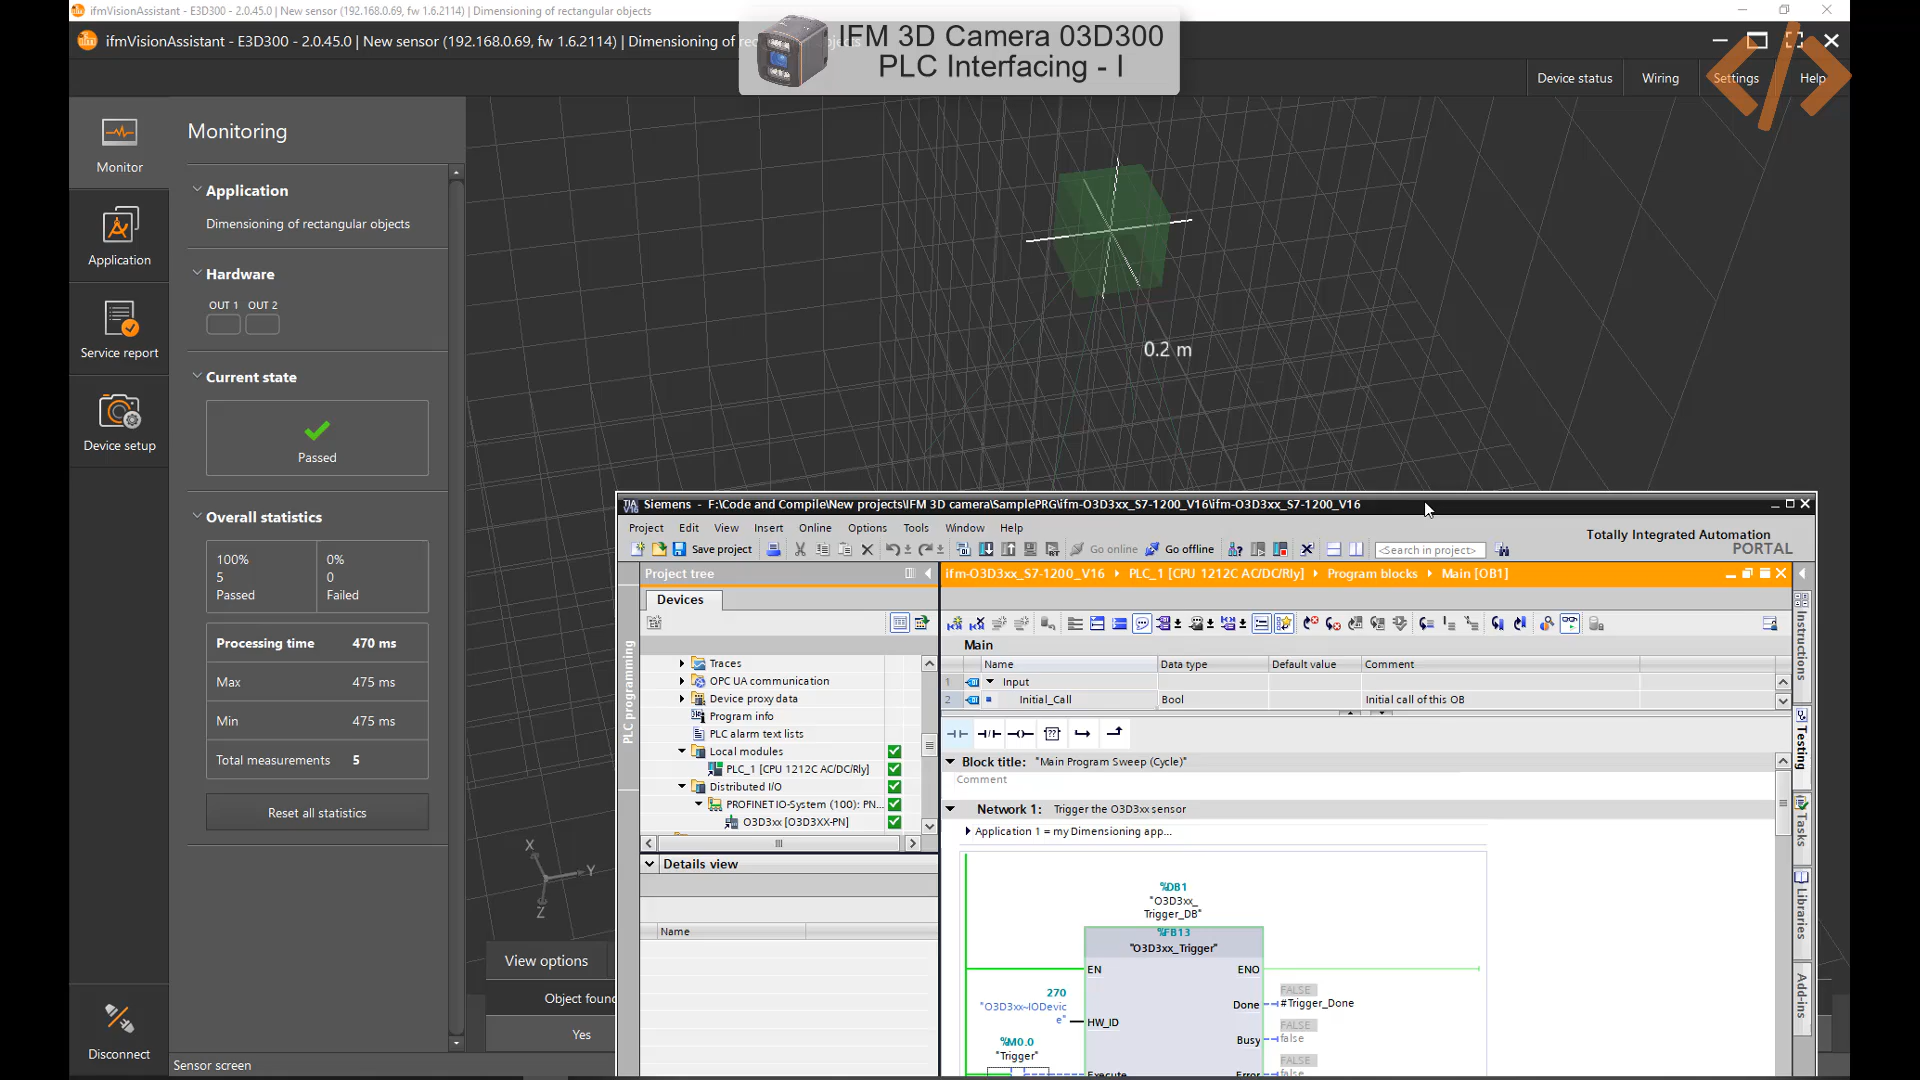 ifmVisionAssistant - E3D300 - 2.0.45.0 | New sensor (192.168.0.69, fw 1.6.2114) | Dimensioning of rectangular objects
ifmVisionAssistant - E3D300 - 2.0.45.0 | New sensor (192.168.0.69, fw 1.6.2114) | Dimensioning of
IFM 3D Camera 03D300
PLC Interfacing - I
Device status
Wiring
Settings
Help
Monitor
Application
Service report
Device setup
Disconnect
Monitoring
Application
Dimensioning of rectangular objects
Hardware
OUT 1 OUT 2
Current state
Passed
Overall statistics
100% 0%
5 0
Passed Failed
Processing time 470 ms
Max 475 ms
Min 475 ms
Total measurements 5
Reset all statistics
Sensor screen
0.2 m
X
Y
Z
View options
Object found
Yes
Siemens - F:\Code and Compile\New projects\IFM 3D camera\SamplePRG\ifm-O3D3xx_S7-1200_V16\ifm-O3D3xx_S7-1200_V16
Project Edit View Insert Online Options Tools Window Help
Totally Integrated Automation
PORTAL
Save project
Go online
Go offline
<Search in project>
Project tree
Devices
PLC programming
Traces
OPC UA communication
Device proxy data
Program info
PLC alarm text lists
Local modules
PLC_1 [CPU 1212C AC/DC/Rly]
Distributed I/O
PROFINET IO-System (100): PN...
O3D3xx [O3D3XX-PN]
Details view
Name
ifm-O3D3xx_S7-1200_V16 PLC_1 [CPU 1212C AC/DC/Rly] Program blocks Main [OB1]
Main
Name Data type Default value Comment
1 Input
2 Initial_Call Bool Initial call of this OB
Block title: "Main Program Sweep (Cycle)"
Comment
Network 1: Trigger the O3D3xx sensor
Application 1 = my Dimensioning app...
%DB1
"O3D3xx_
Trigger_DB"
%FB13
"O3D3xx_Trigger"
EN ENO
270
"O3D3xx~IODevic
e"
HW_ID
%M0.0
"Trigger"
Execute
FALSE
Done #Trigger_Done
FALSE
Busy false
FALSE
Error false
Instructions
Testing
Tasks
Libraries
Add-ins